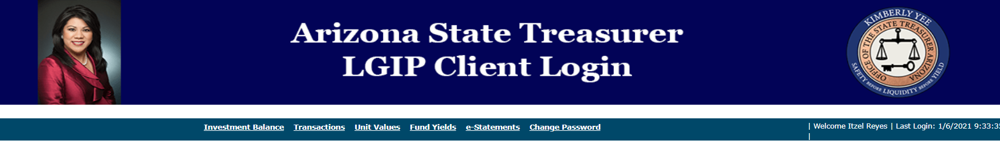 Arizona State Treasurer
LGIP Client Login
KIMBERLY YEE
OFFICE OF THE STATE TREASURER ARIZONA
SAFETY BEFORE LIQUIDITY BEFORE YIELD
Investment Balance Transactions Unit Values Fund Yields e-Statements Change Password
| Welcome Itzel Reyes | Last Login: 1/6/2021 9:33:35
|